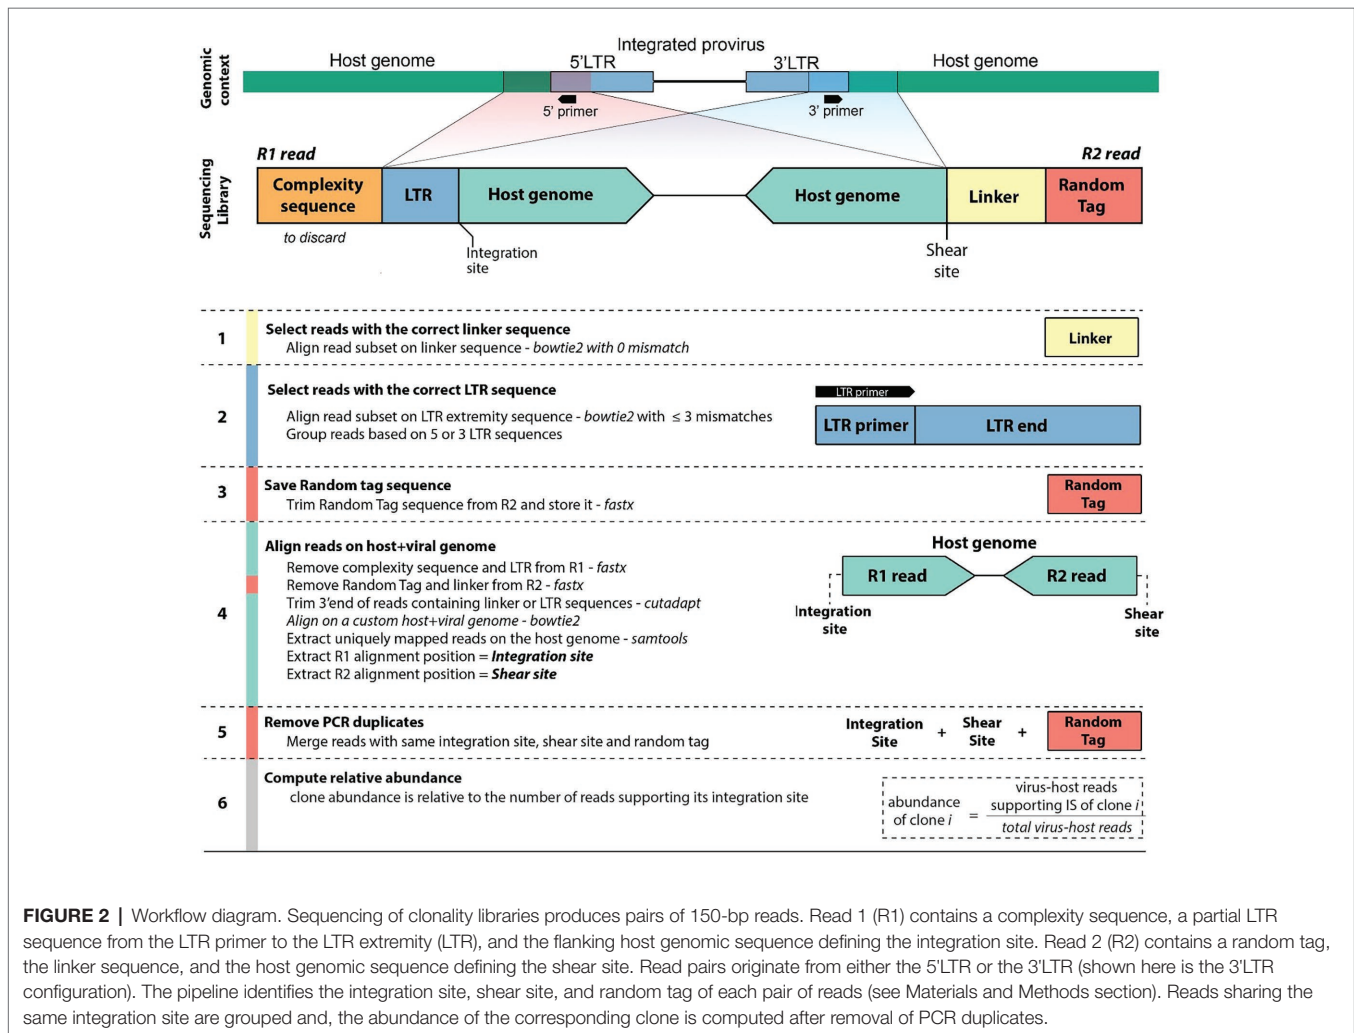 Integrated provirus
Host genome
5'LTR
3'LTR
Host genome
Genomic
context
5' primer
3' primer
R1 read
R2 read
Sequencing
Library
Complexity
sequence
LTR
Host genome
Host genome
Linker
Random
Tag
to discard
Integration
site
Shear
site
1
Select reads with the correct linker sequence
Align read subset on linker sequence - bowtie2 with 0 mismatch
Linker
2
Select reads with the correct LTR sequence
Align read subset on LTR extremity sequence - bowtie2 with ≤ 3 mismatches
Group reads based on 5 or 3 LTR sequences
LTR primer
LTR primer
LTR end
3
Save Random tag sequence
Trim Random Tag sequence from R2 and store it - fastx
Random
Tag
4
Align reads on host+viral genome
Remove complexity sequence and LTR from R1 - fastx
Remove Random Tag and linker from R2 - fastx
Trim 3'end of reads containing linker or LTR sequences - cutadapt
Align on a custom host+viral genome - bowtie2
Extract uniquely mapped reads on the host genome - samtools
Extract R1 alignment position = Integration site
Extract R2 alignment position = Shear site
Host genome
R1 read
R2 read
Integration
site
Shear
site
5
Remove PCR duplicates
Merge reads with same integration site, shear site and random tag
Integration
Site
+
Shear
Site
+
Random
Tag
6
Compute relative abundance
clone abundance is relative to the number of reads supporting its integration site
abundance
of clone i
=
virus-host reads
supporting IS of clone i
total virus-host reads
FIGURE 2 | Workflow diagram. Sequencing of clonality libraries produces pairs of 150-bp reads. Read 1 (R1) contains a complexity sequence, a partial LTR
sequence from the LTR primer to the LTR extremity (LTR), and the flanking host genomic sequence defining the integration site. Read 2 (R2) contains a random tag,
the linker sequence, and the host genomic sequence defining the shear site. Read pairs originate from either the 5'LTR or the 3'LTR (shown here is the 3'LTR
configuration). The pipeline identifies the integration site, shear site, and random tag of each pair of reads (see Materials and Methods section). Reads sharing the
same integration site are grouped and, the abundance of the corresponding clone is computed after removal of PCR duplicates.